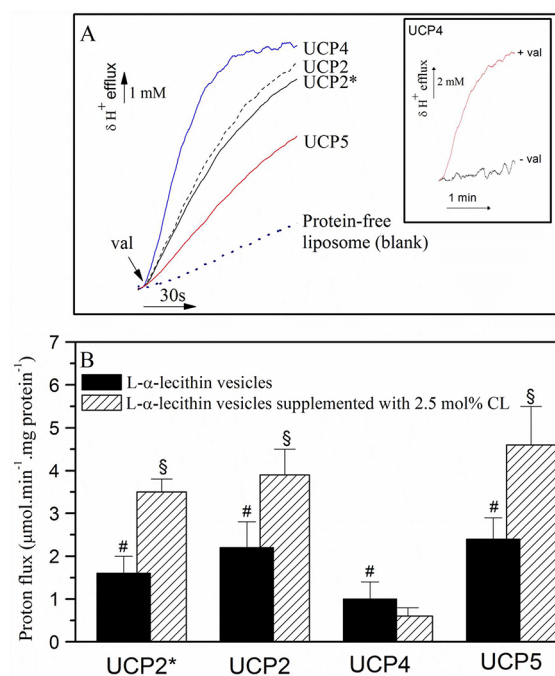 A
δ H+ efflux
1 mM
UCP4
UCP2
UCP2*
UCP5
Protein-free
liposome (blank)
val
30s
UCP4
δ H+ efflux
2 mM
+ val
- val
1 min
B
L-α-lecithin vesicles
L-α-lecithin vesicles supplemented with 2.5 mol% CL
Proton flux (μmol.min-1.mg protein-1)
7
6
5
4
3
2
1
0
#
§
#
§
#
#
§
UCP2*
UCP2
UCP4
UCP5